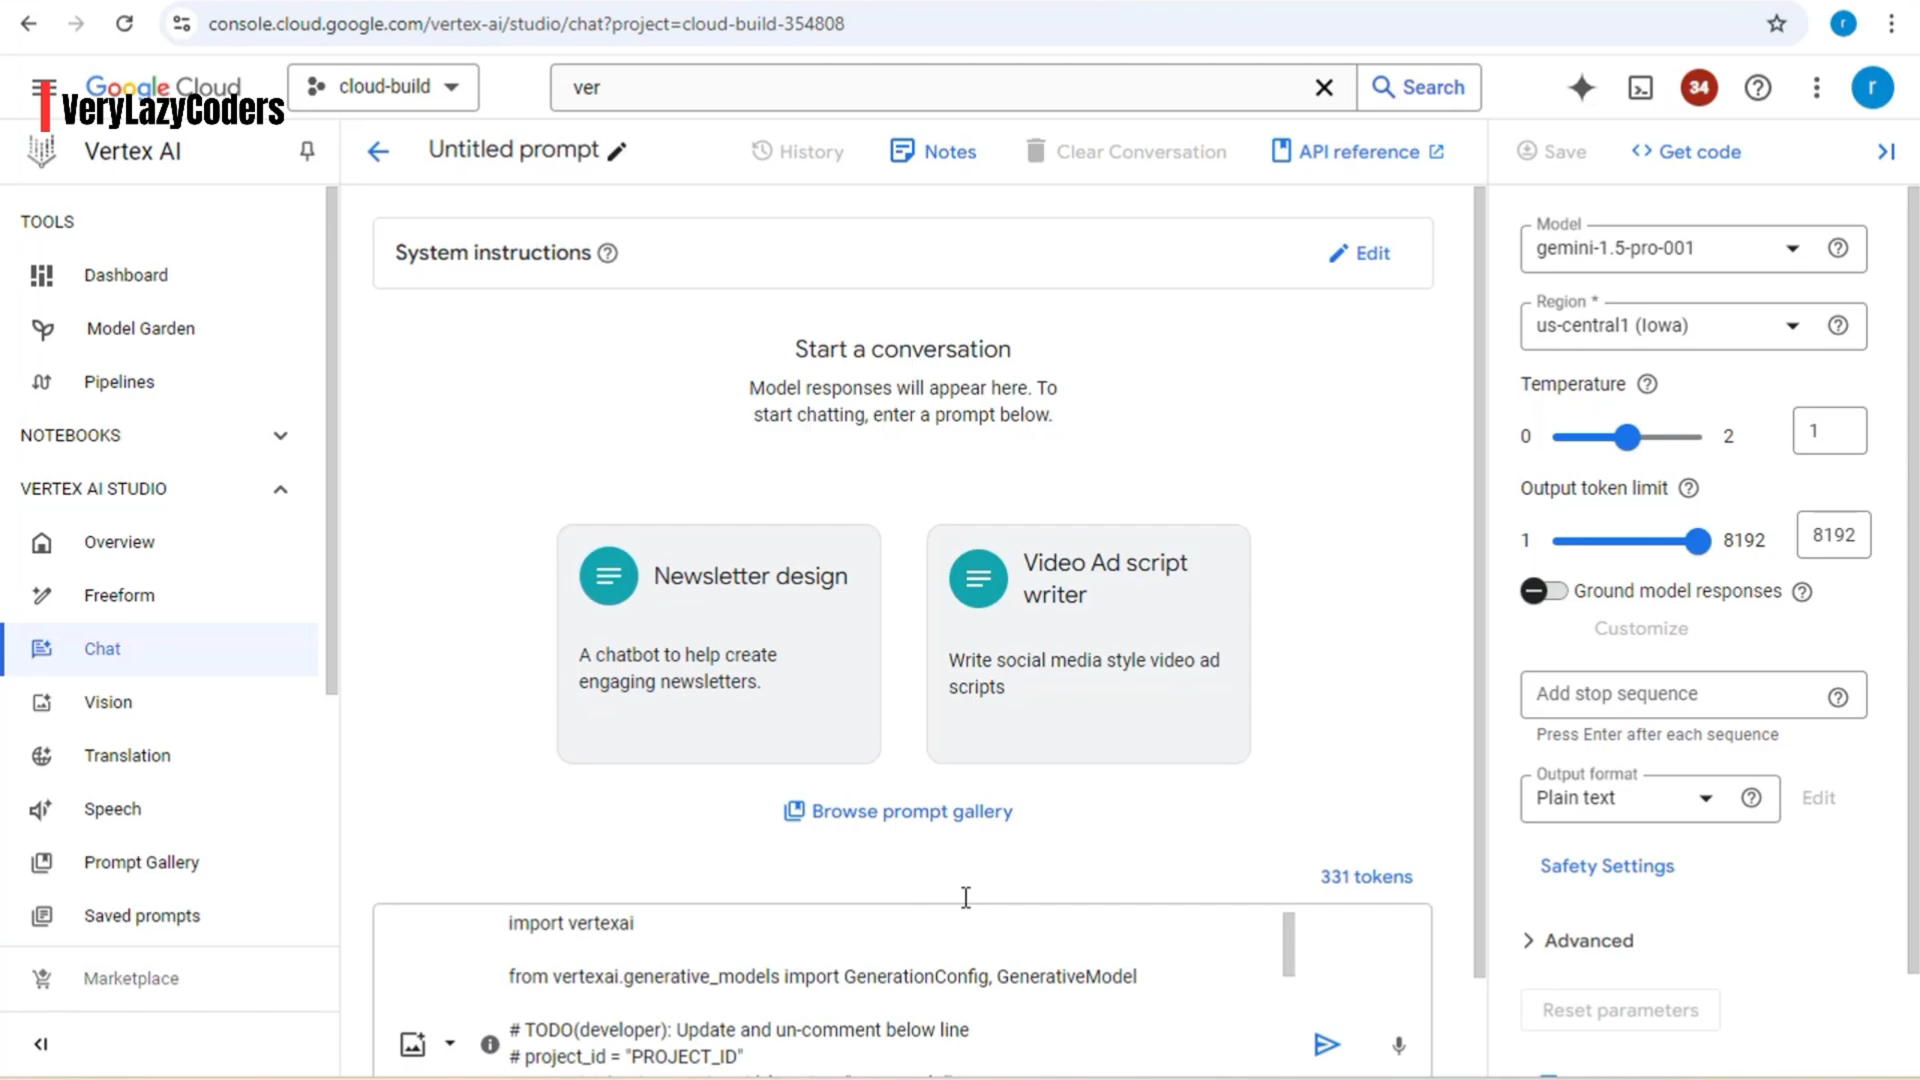 console.cloud.google.com/vertex-ai/studio/chat?project=cloud-build-354808
r
Google Cloud
cloud-build
ver
Search
34
r
VeryLazyCoders
Vertex AI
Untitled prompt
History
Notes
Clear Conversation
API reference
Save
Get code
TOOLS
Dashboard
Model Garden
Pipelines
NOTEBOOKS
VERTEX AI STUDIO
Overview
Freeform
Chat
Vision
Translation
Speech
Prompt Gallery
Saved prompts
Marketplace
System instructions
Edit
Start a conversation
Model responses will appear here. To
start chatting, enter a prompt below.
Newsletter design
A chatbot to help create
engaging newsletters.
Video Ad script
writer
Write social media style video ad
scripts
Browse prompt gallery
331 tokens
import vertexai
from vertexai.generative_models import GenerationConfig, GenerativeModel
# TODO(developer): Update and un-comment below line
# project_id = "PROJECT_ID"
Model
gemini-1.5-pro-001
Region *
us-central1 (Iowa)
Temperature
0 2 1
Output token limit
1 8192 8192
Ground model responses
Customize
Add stop sequence
Press Enter after each sequence
Output format
Plain text
Edit
Safety Settings
Advanced
Reset parameters